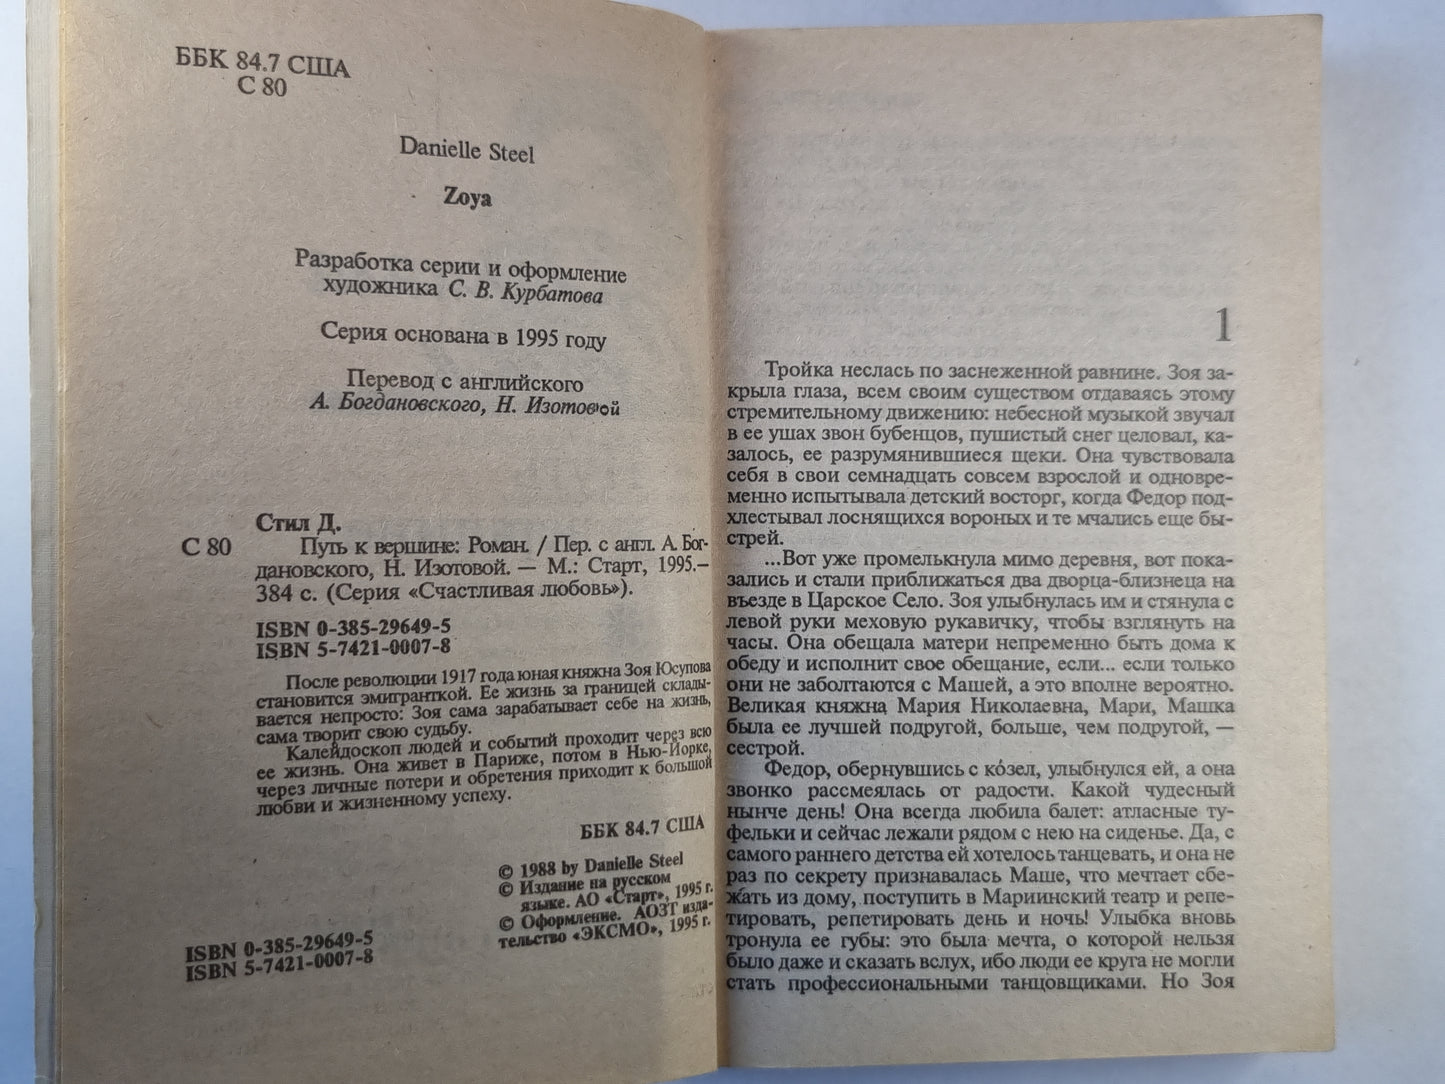 ББК 84.7 США
С 80
Danielle Steel
Zoya
Разработка серии и оформление
художника С. В. Курбатова
Серия основана в 1995 году
Перевод с английского
А. Богдановского, Н. Изотовой
Стил Д.
С 80 Путь к вершине: Роман. / Пер. с англ. А. Бог-
дановского, Н. Изотовой. — М.: Старт, 1995.–
384 с. (Серия «Счастливая любовь»).
ISBN 0-385-29649-5
ISBN 5-7421-0007-8
После революции 1917 года юная княжна Зоя Юсупова
становится эмигранткой. Ее жизнь за границей склады-
вается непросто: Зоя сама зарабатывает себе на жизнь,
сама творит свою судьбу.
Калейдоскоп людей и событий проходит через всю
ее жизнь. Она живет в Париже, потом в Нью-Йорке,
через личные потери и обретения приходит к большой
любви и жизненному успеху.
ББК 84.7 США
© 1988 by Danielle Steel
© Издание на русском
языке. АО «Старт», 1995 г.
© Оформление. АОЗТ изда-
тельство «ЭКСМО», 1995 г.
ISBN 0-385-29649-5
ISBN 5-7421-0007-8
1
Тройка неслась по заснеженной равнине. Зоя за-
крыла глаза, всем своим существом отдаваясь этому
стремительному движению: небесной музыкой звучал
в ее ушах звон бубенцов, пушистый снег целовал, ка-
залось, ее разрумянившиеся щеки. Она чувствовала
себя в свои семнадцать совсем взрослой и одновре-
менно испытывала детский восторг, когда Федор под-
хлестывал лоснящихся вороных и те мчались еще бы-
стрей.
...Вот уже промелькнула мимо деревня, вот пока-
зались и стали приближаться два дворца-близнеца на
въезде в Царское Село. Зоя улыбнулась им и стянула с
левой руки меховую рукавичку, чтобы взглянуть на
часы. Она обещала матери непременно быть дома к
обеду и исполнит свое обещание, если... если только
они не заболтаются с Машей, а это вполне вероятно.
Великая княжна Мария Николаевна, Мари, Машка
была ее лучшей подругой, больше, чем подругой, —
сестрой.
Федор, обернувшись с ко́зел, улыбнулся ей, а она
звонко рассмеялась от радости. Какой чудесный
нынче день! Она всегда любила балет: атласные ту-
фельки и сейчас лежали рядом с нею на сиденье. Да, с
самого раннего детства ей хотелось танцевать, и она не
раз по секрету признавалась Маше, что мечтает сбе-
жать из дому, поступить в Мариинский театр и репе-
тировать, репетировать день и ночь! Улыбка вновь
тронула ее губы: это была мечта, о которой нельзя
было даже и сказать вслух, ибо люди ее круга не могли
стать профессиональными танцовщиками. Но Зоя